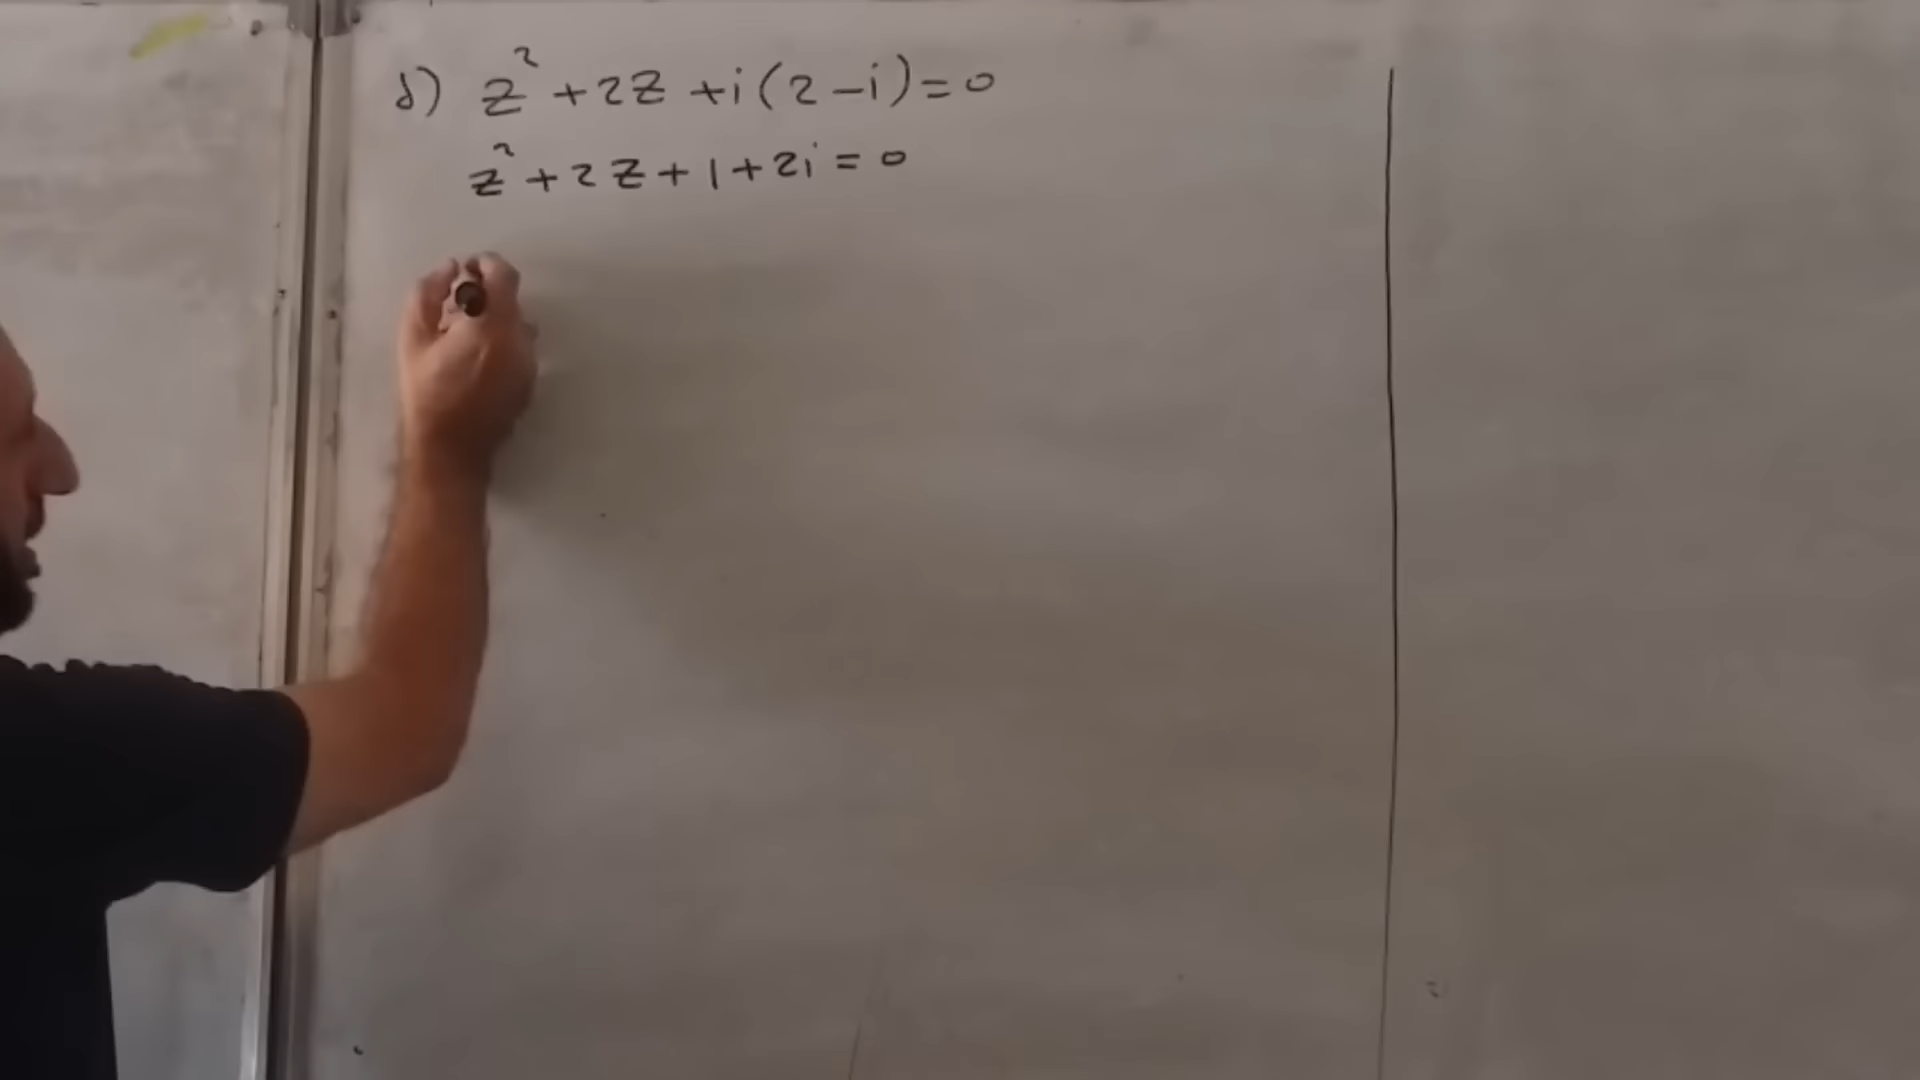 d) z² + 2z + i(2 - i) = 0
z² + 2z + 1 + 2i = 0